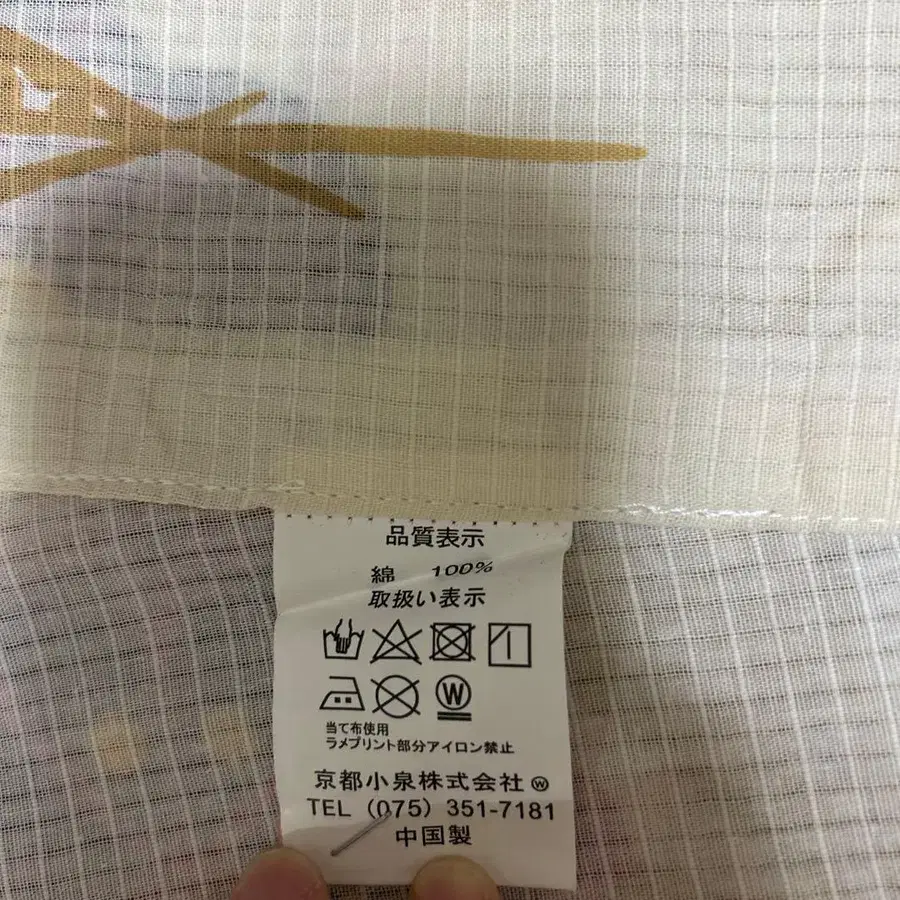 品質表示
綿 100%
取扱い表示
W
当て布使用
ラメプリント部分アイロン禁止
京都小泉株式会社 W
TEL (075) 351-7181
中国製